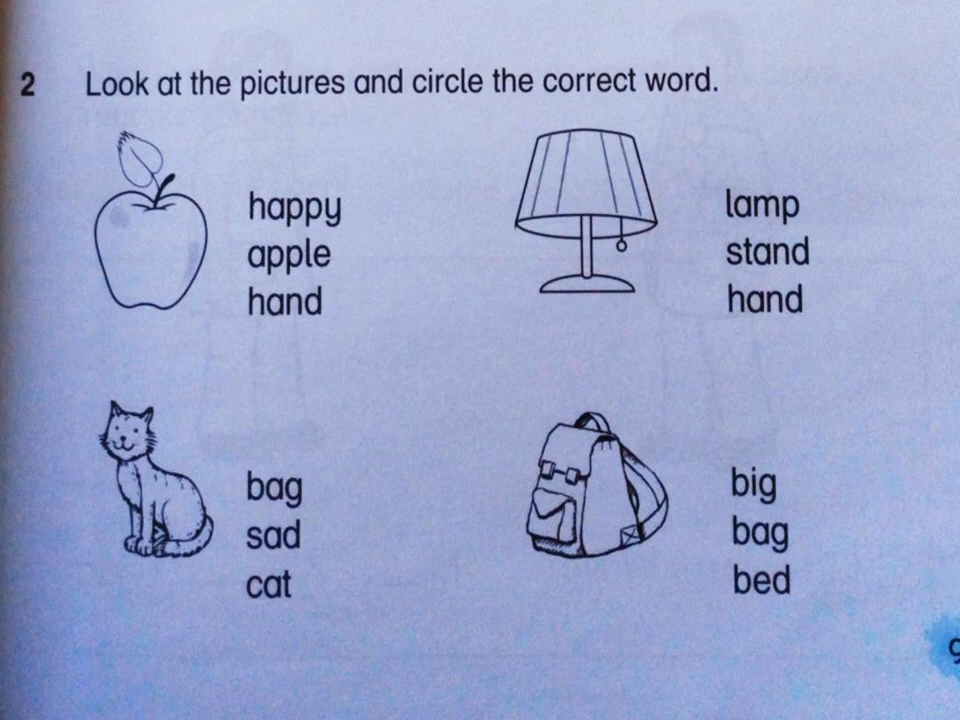 2 Look at the pictures and circle the correct word.
happy
apple
hand
lamp
stand
hand
bag
sad
cat
big
bag
bed